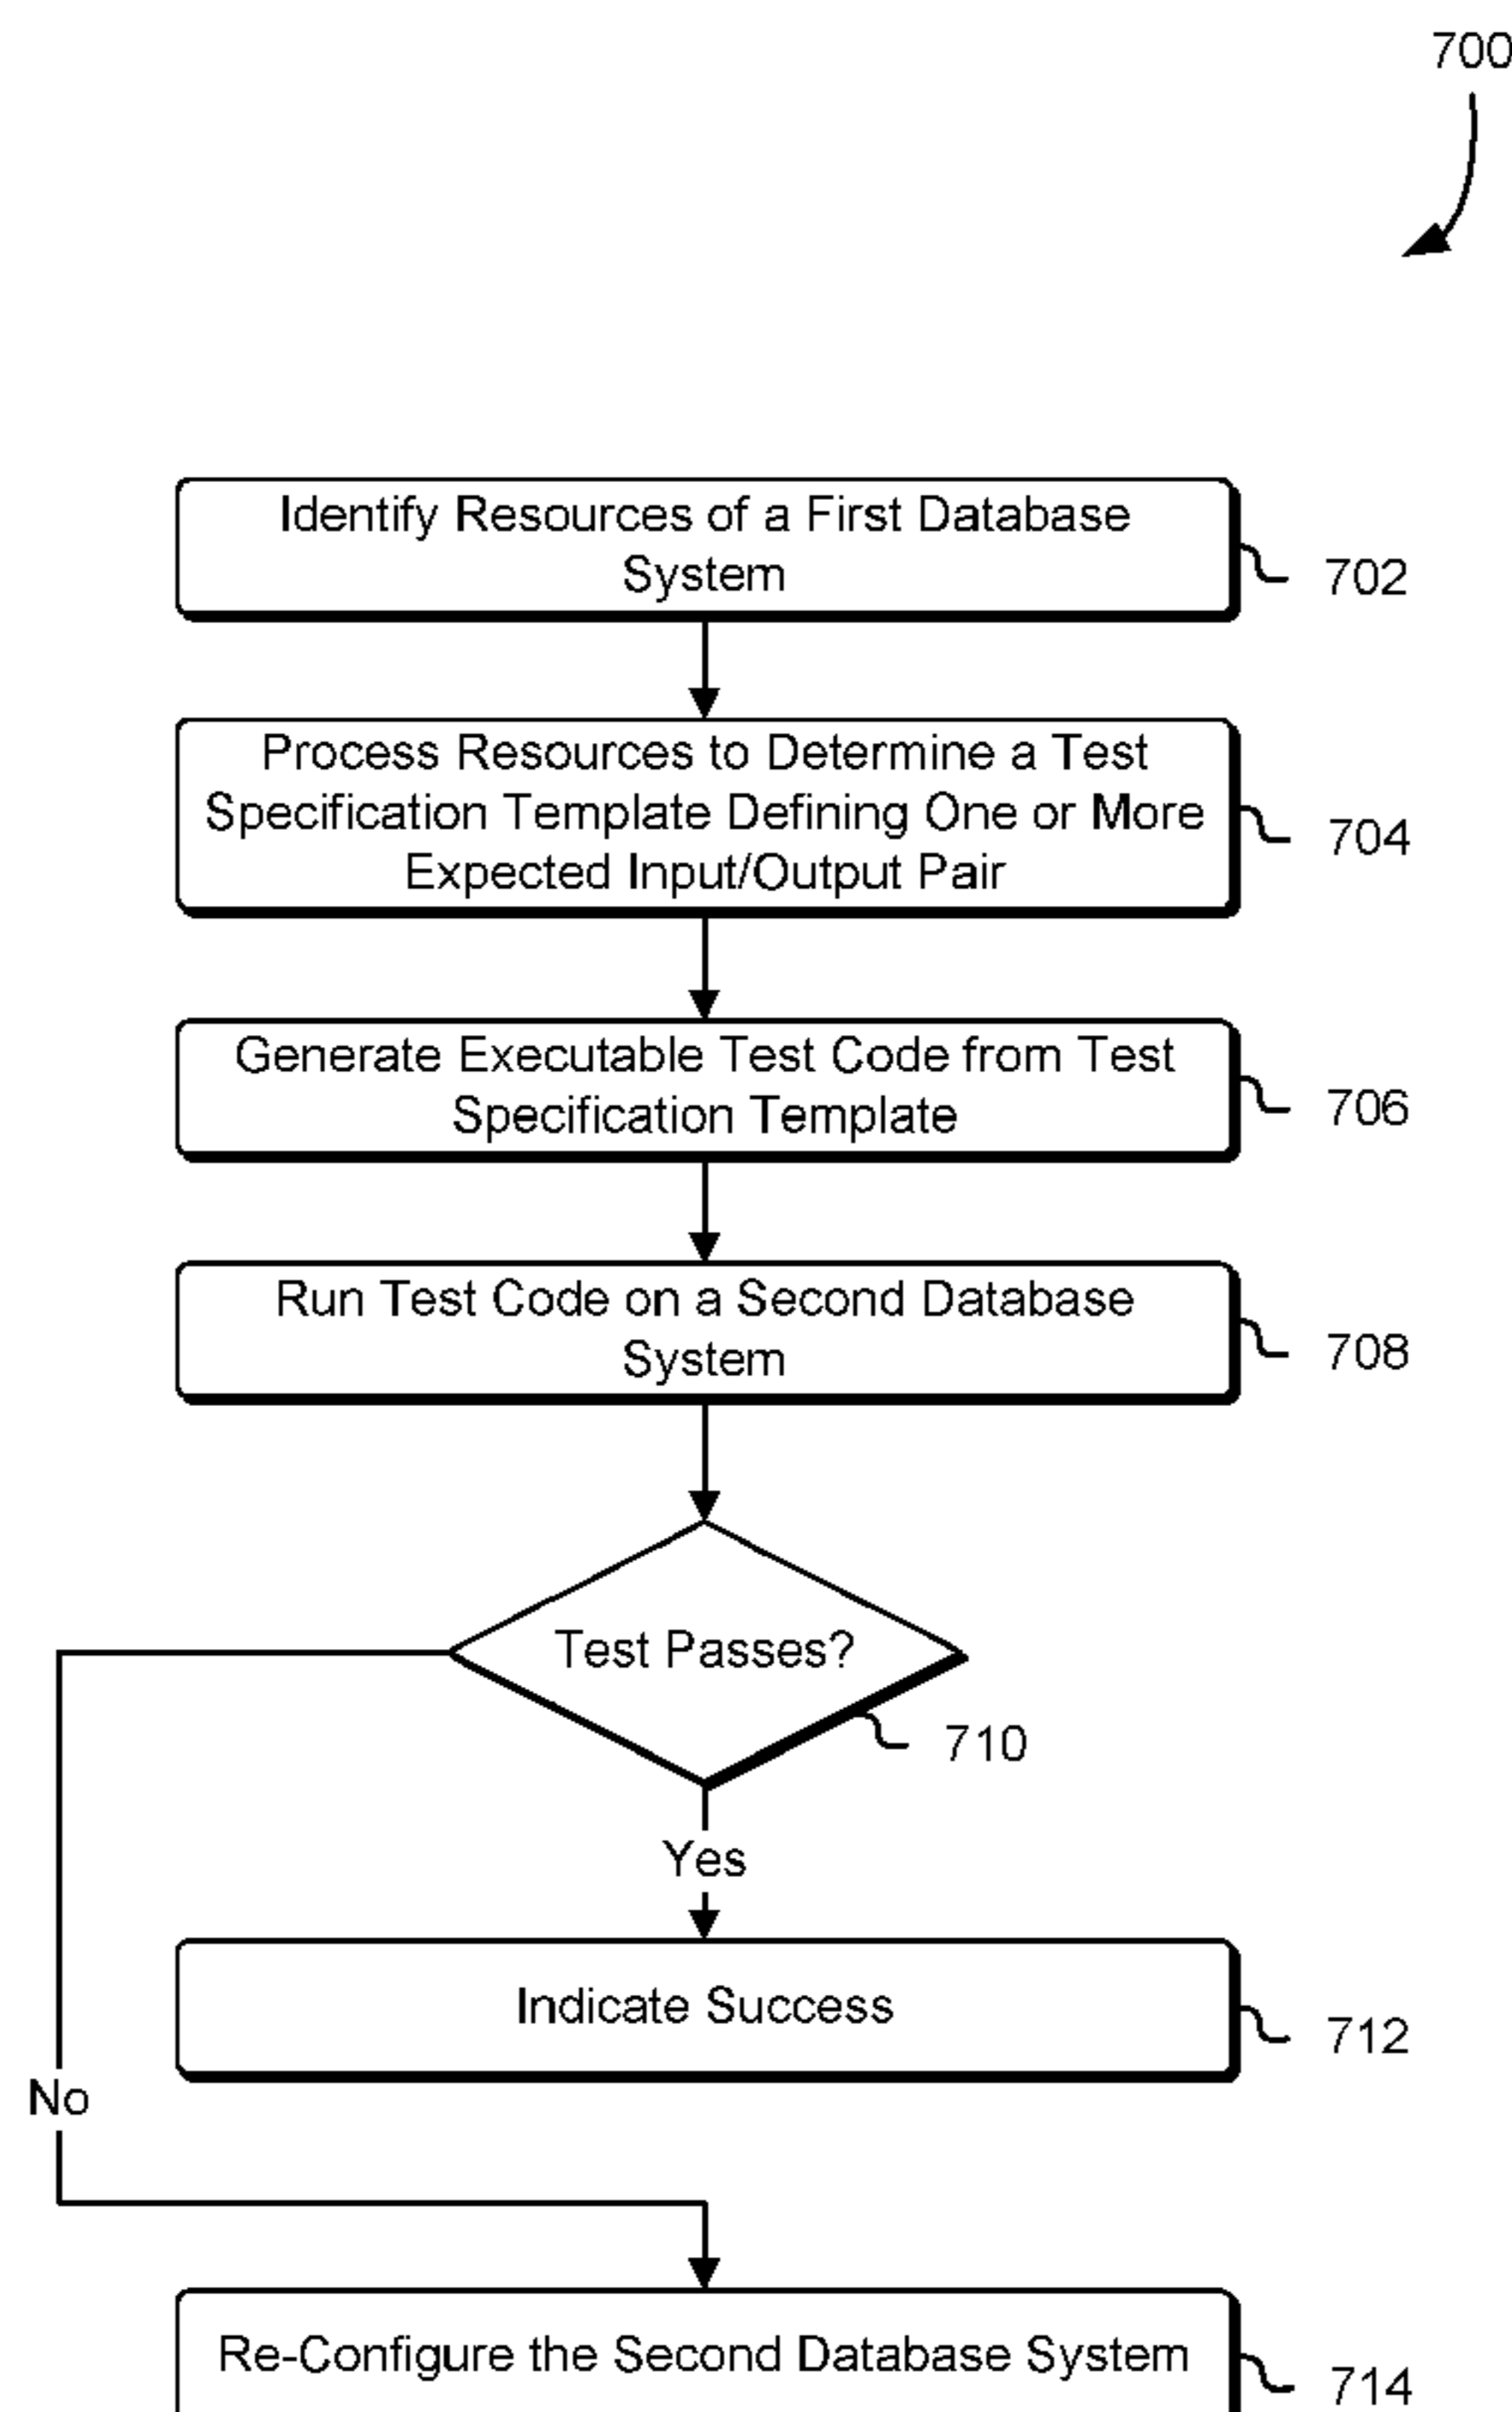 700
Identify Resources of a First Database
System
702
Process Resources to Determine a Test
Specification Template Defining One or More
Expected Input/Output Pair
704
Generate Executable Test Code from Test
Specification Template
706
Run Test Code on a Second Database
System
708
Test Passes?
710
Yes
Indicate Success
712
No
Re-Configure the Second Database System
714